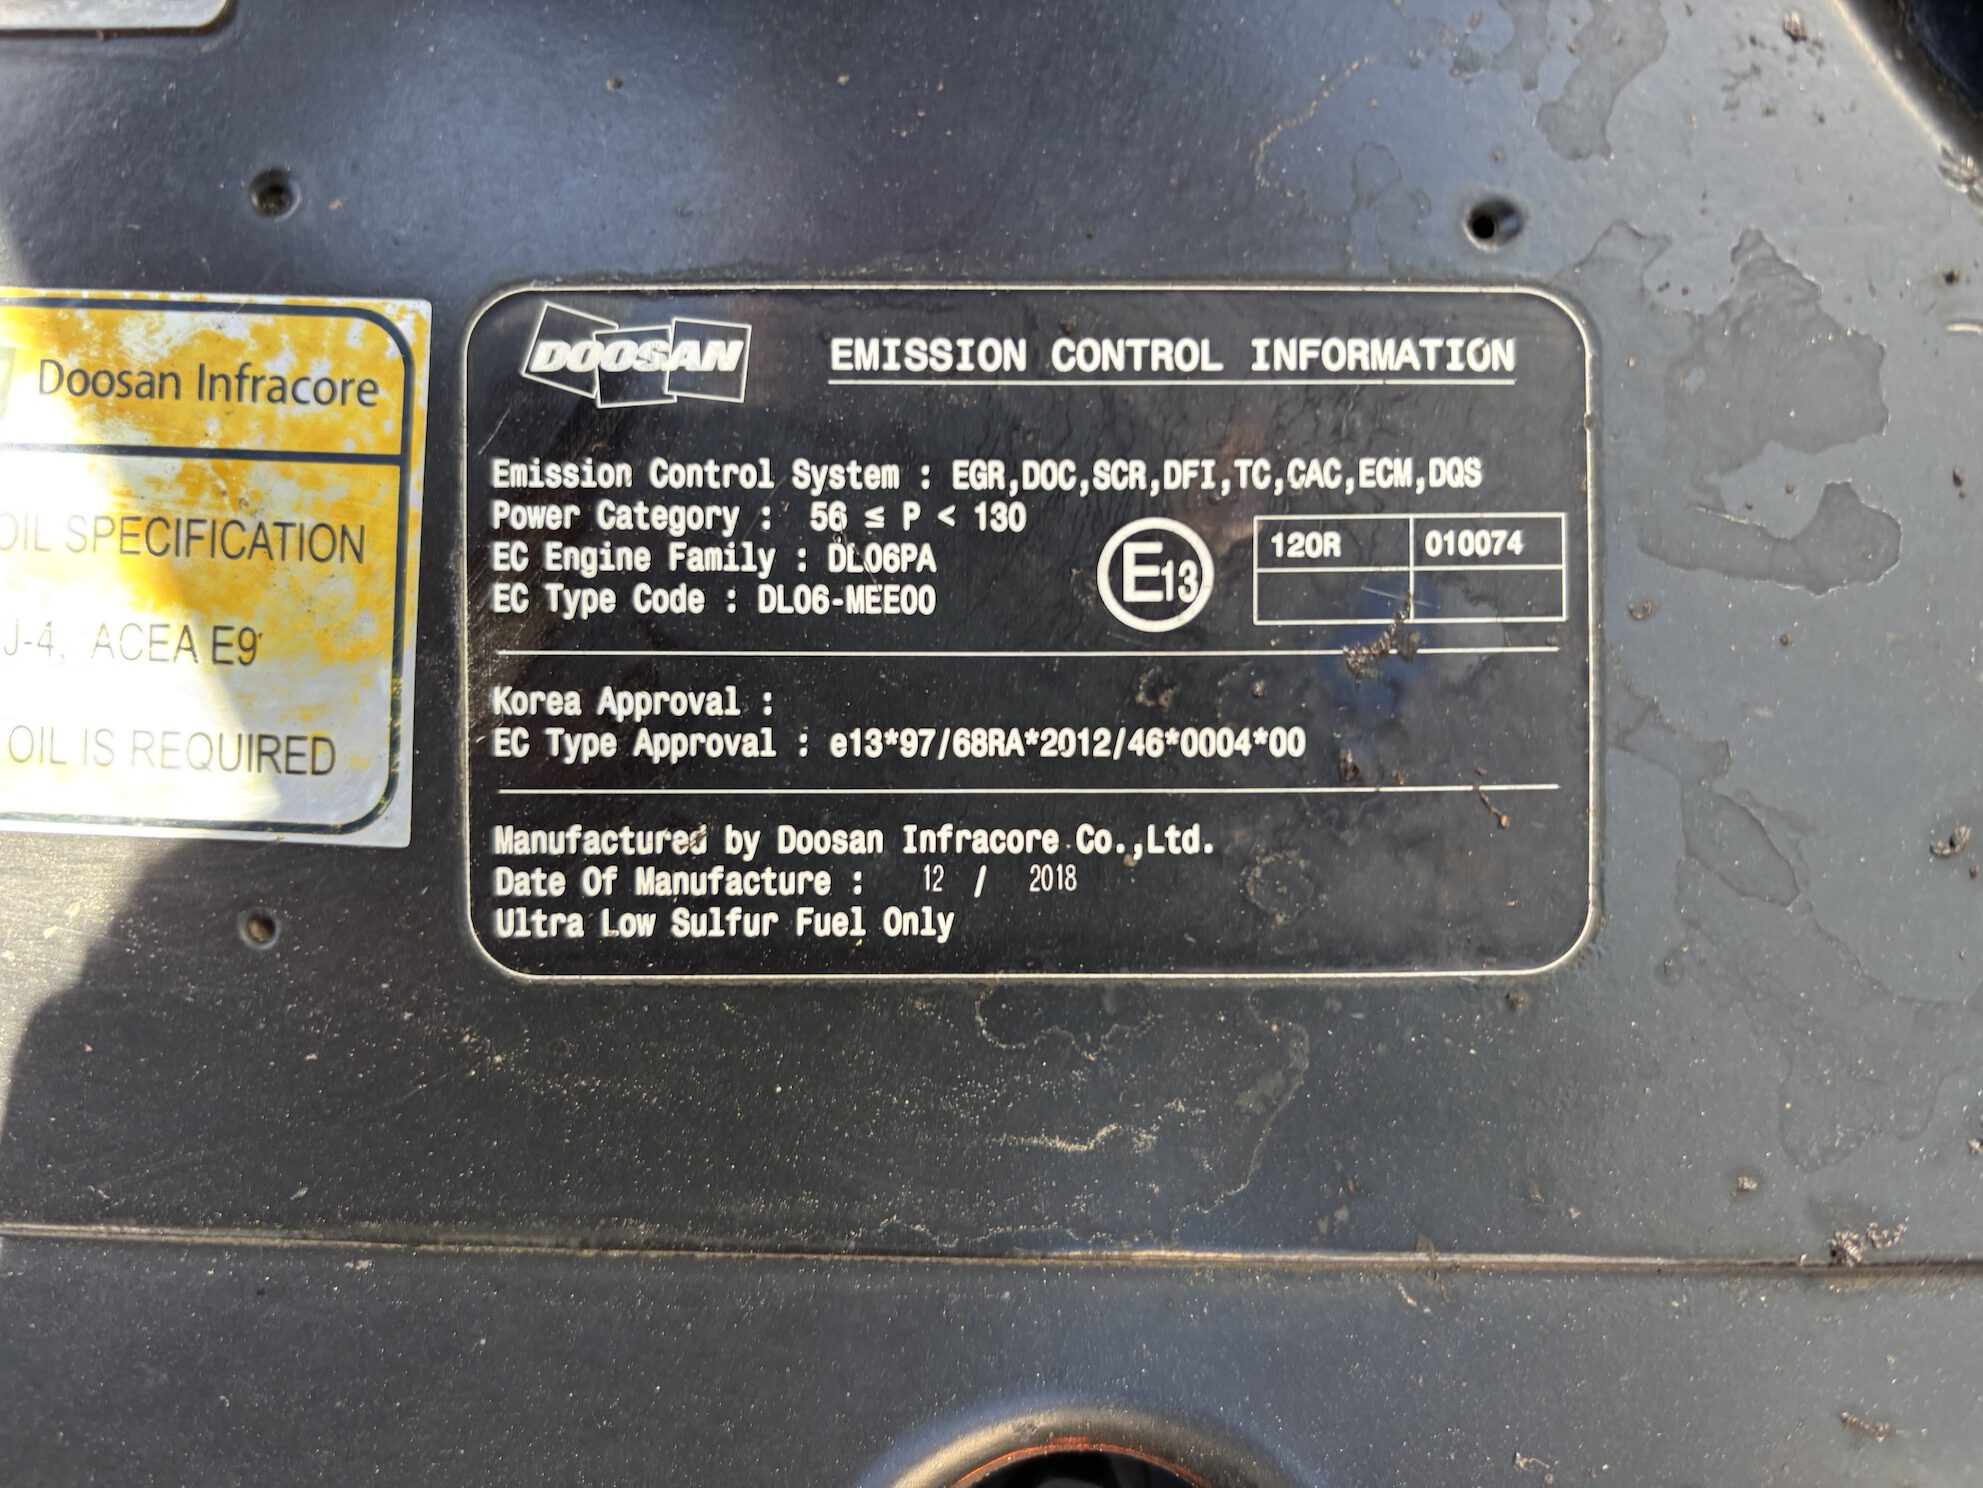 Doosan Infracore
OIL SPECIFICATION
J-4, ACEA E9
OIL IS REQUIRED
DOOSAN
EMISSION CONTROL INFORMATION
Emission Control System : EGR,DOC,SCR,DFI,TC,CAC,ECM,DQS
Power Category : 56 ≤ P < 130
EC Engine Family : DL06PA
EC Type Code : DL06-MEE00
E13
120R 010074
Korea Approval :
EC Type Approval : e13*97/68RA*2012/46*0004*00
Manufactured by Doosan Infracore Co.,Ltd.
Date Of Manufacture : 12 / 2018
Ultra Low Sulfur Fuel Only